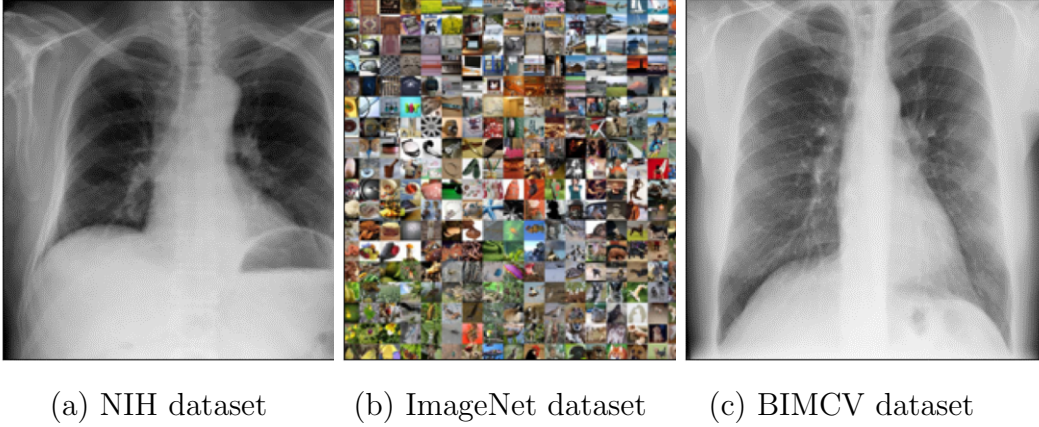 (a) NIH dataset
(b) ImageNet dataset
(c) BIMCV dataset